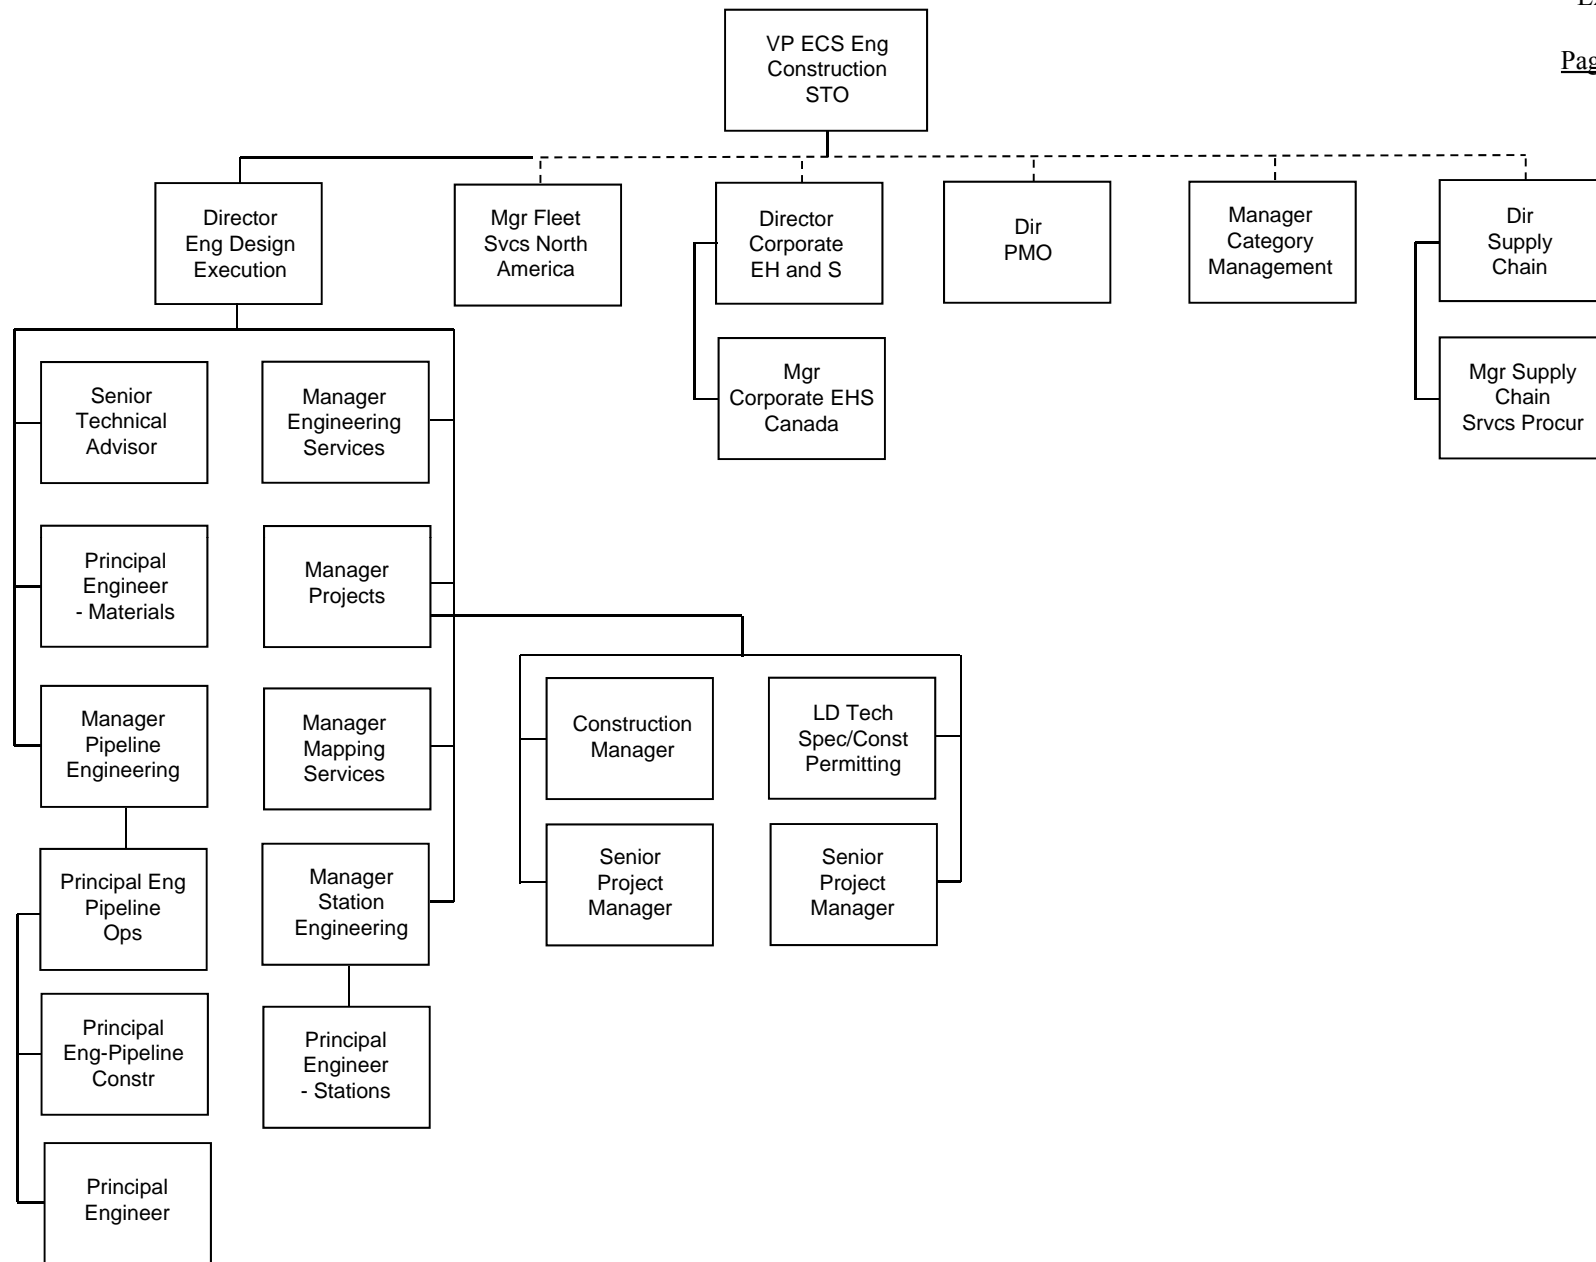 Pag
VP ECS Eng
Construction
STO
Director
Eng Design
Execution
Mgr Fleet
Svcs North
America
Director
Corporate
EH and S
Dir
PMO
Manager
Category
Management
Dir
Supply
Chain
Mgr
Corporate EHS
Canada
Mgr Supply
Chain
Srvcs Procur
Senior
Technical
Advisor
Manager
Engineering
Services
Principal
Engineer
- Materials
Manager
Projects
Manager
Pipeline
Engineering
Manager
Mapping
Services
Construction
Manager
LD Tech
Spec/Const
Permitting
Principal Eng
Pipeline
Ops
Manager
Station
Engineering
Senior
Project
Manager
Senior
Project
Manager
Principal
Eng-Pipeline
Constr
Principal
Engineer
- Stations
Principal
Engineer